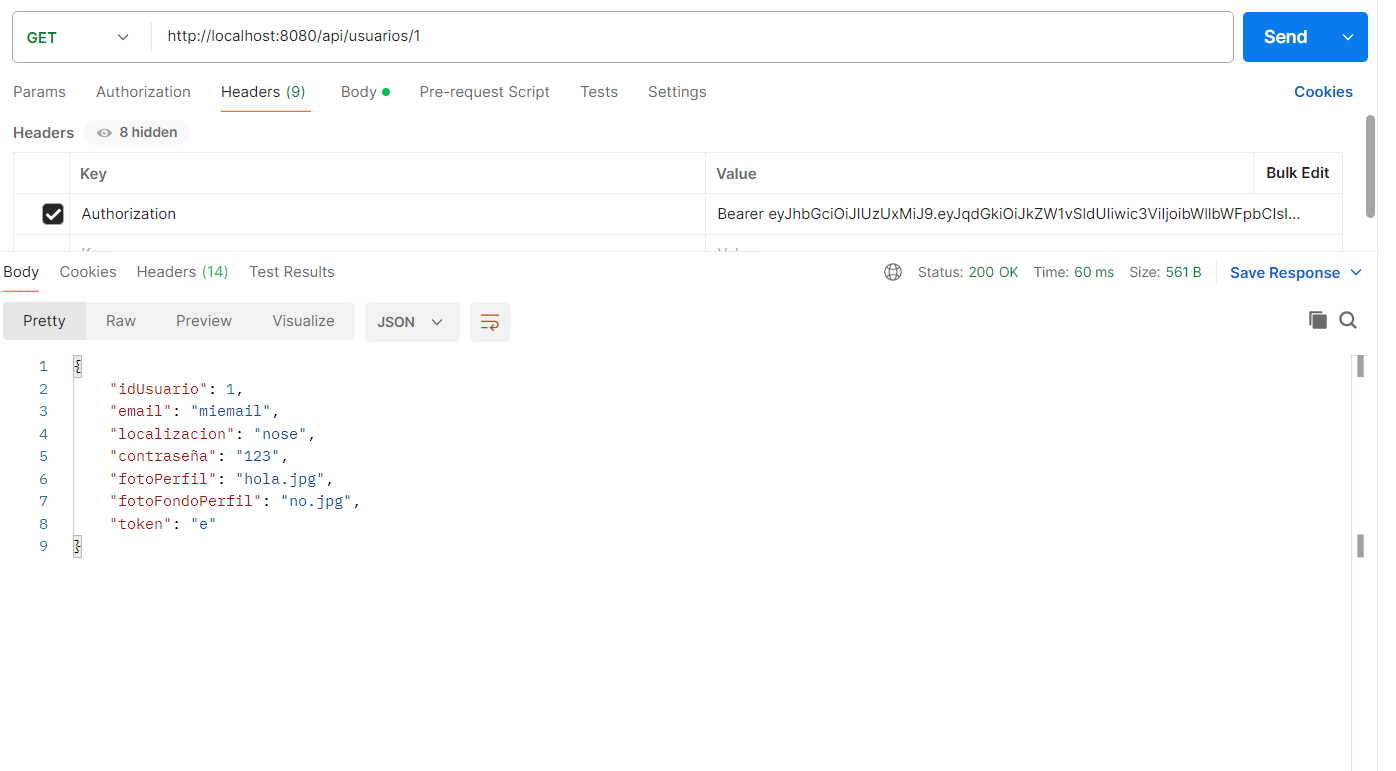 GET http://localhost:8080/api/usuarios/1 Send
Params Authorization Headers (9) Body Pre-request Script Tests Settings Cookies
Headers 8 hidden
Key Value Bulk Edit
Authorization Bearer eyJhbGciOiJIUzUxMiJ9.eyJqdGkiOiJkZW1vSldUIiwic3ViIjoibWllbWFpbCIsI...
Body Cookies Headers (14) Test Results Status: 200 OK Time: 60 ms Size: 561 B Save Response
Pretty Raw Preview Visualize JSON
1 {
2 "idUsuario": 1,
3 "email": "miemail",
4 "localizacion": "nose",
5 "contraseña": "123",
6 "fotoPerfil": "hola.jpg",
7 "fotoFondoPerfil": "no.jpg",
8 "token": "e"
9 }